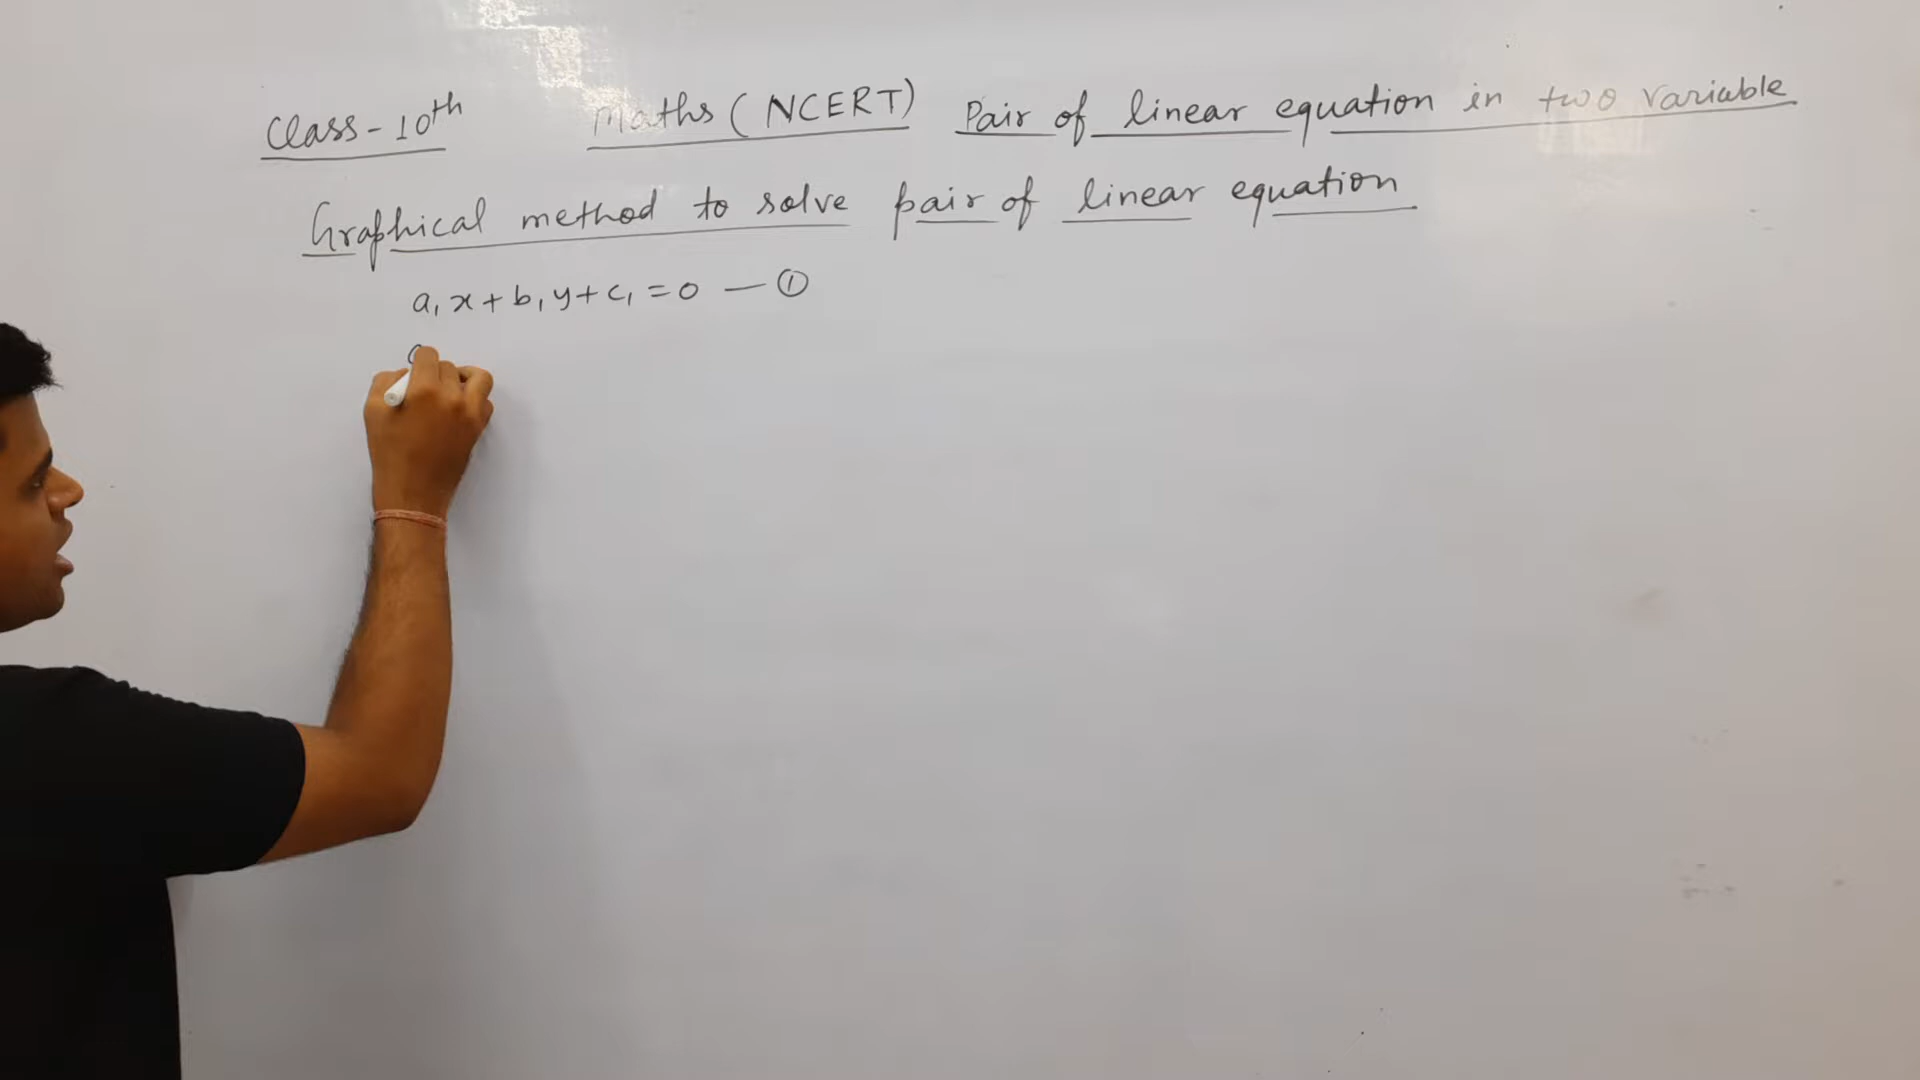 Class-10th Maths (NCERT) Pair of linear equation in two variable
Graphical method to solve pair of linear equation
a₁x+b₁y+c₁=0 — ①